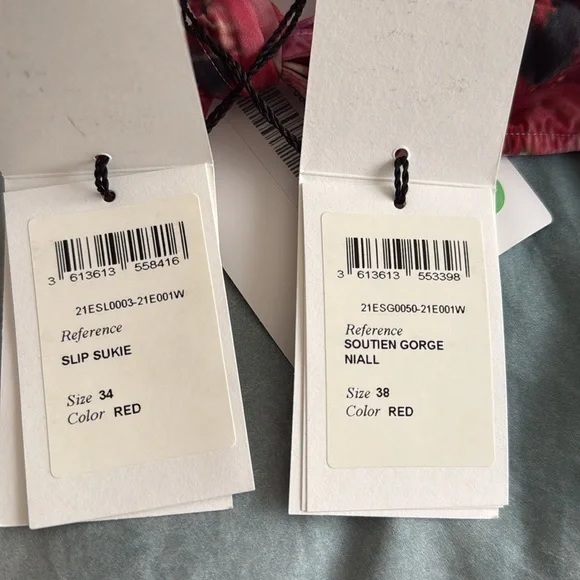 3 613613 558416
21ESL0003-21E001W
Reference
SLIP SUKIE
Size 34
Color RED
3 613613 553398
21ESG0050-21E001W
Reference
SOUTIEN GORGE
NIALL
Size 38
Color RED